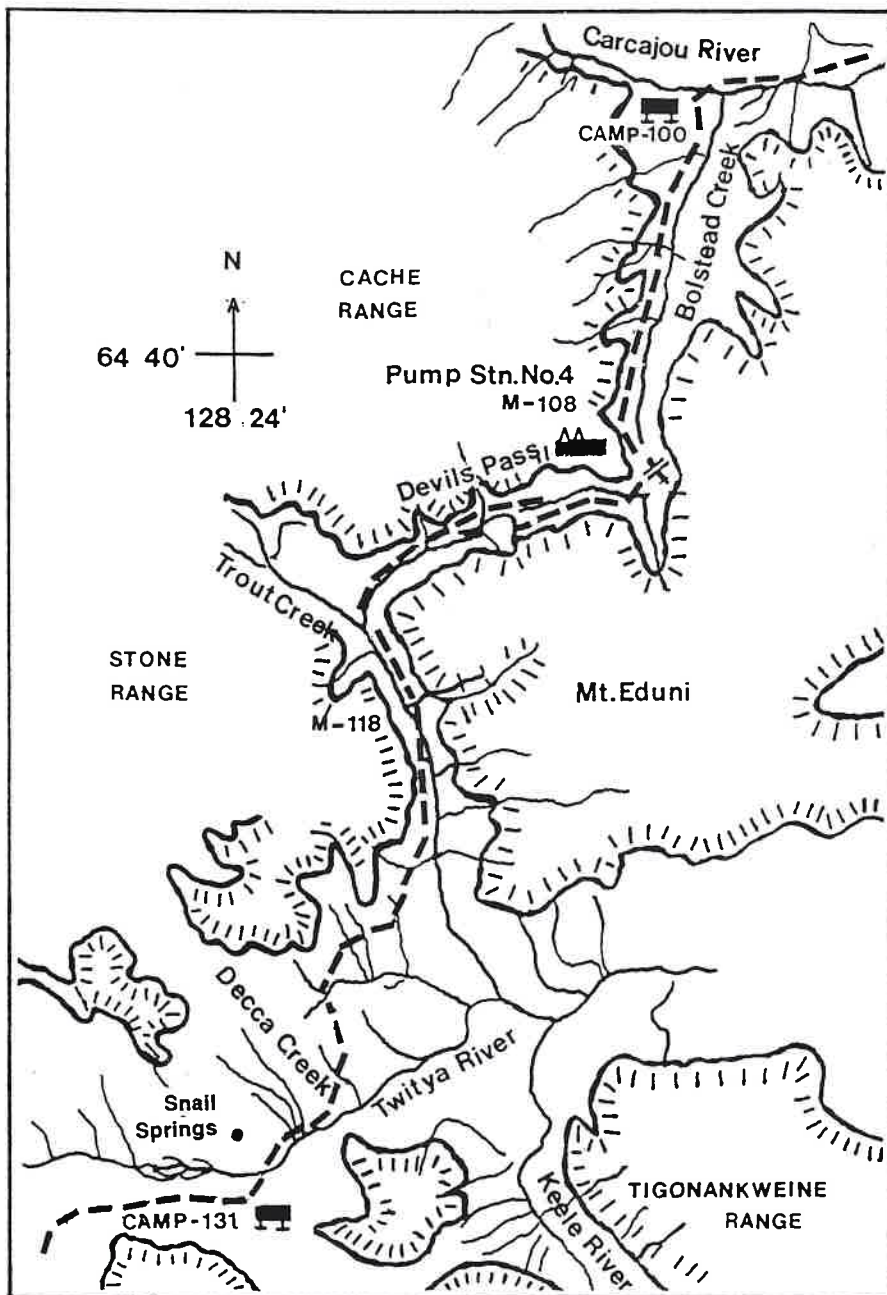 Carcajou River
CAMP-100
Bolstead Creek
N
CACHE
RANGE
64 40'
128 24'
Pump Stn.No.4
M-108
Devils Pass
Trout Creek
STONE
RANGE
M-118
Mt.Eduni
Decca Creek
Twitya River
Snail
Springs
Keele River
TIGONANKWEINE
RANGE
CAMP-131